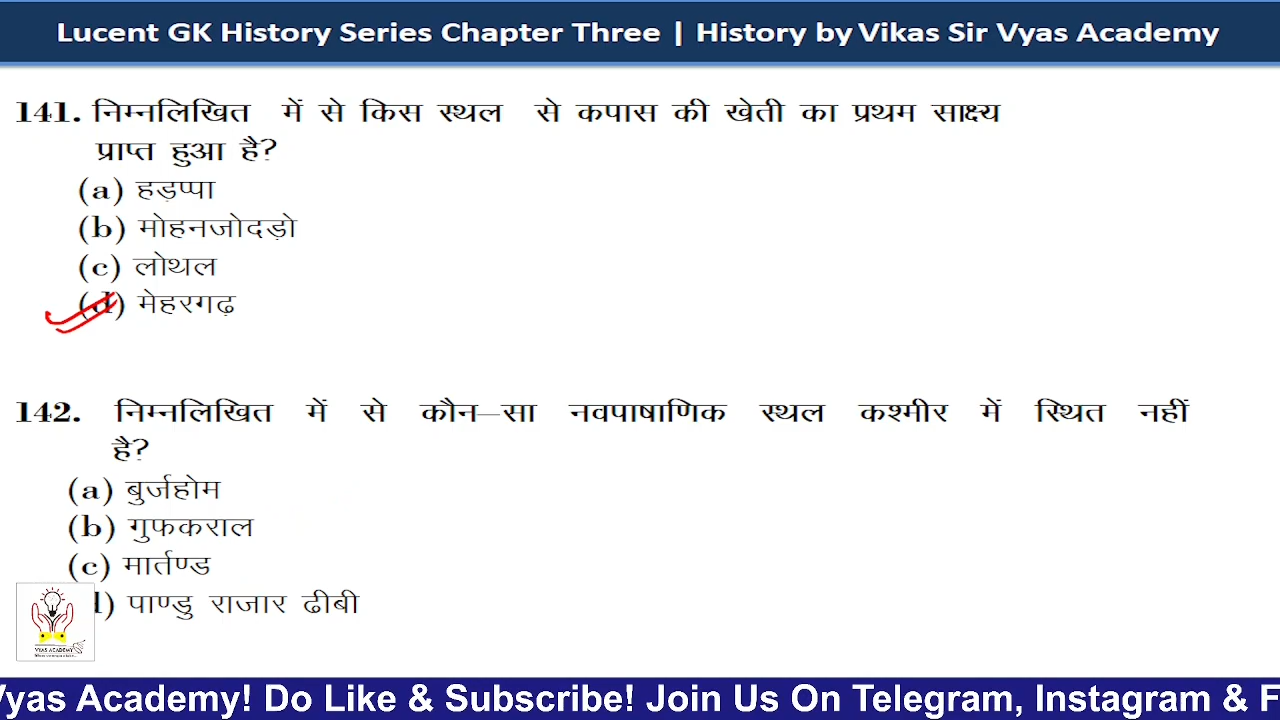 Lucent GK History Series Chapter Three | History by Vikas Sir Vyas Academy
141. निम्नलिखित में से किस स्थल से कपास की खेती का प्रथम साक्ष्य
प्राप्त हुआ है?
(a) हड़प्पा
(b) मोहनजोदड़ो
(c) लोथल
(d) मेहरगढ़
142. निम्नलिखित में से कौन–सा नवपाषाणिक स्थल कश्मीर में स्थित नहीं
है?
(a) बुर्जहोम
(b) गुफकराल
(c) मार्तण्ड
d) पाण्डु राजार ढीबी
VYAS ACADEMY
Vyas Academy! Do Like & Subscribe! Join Us On Telegram, Instagram & F